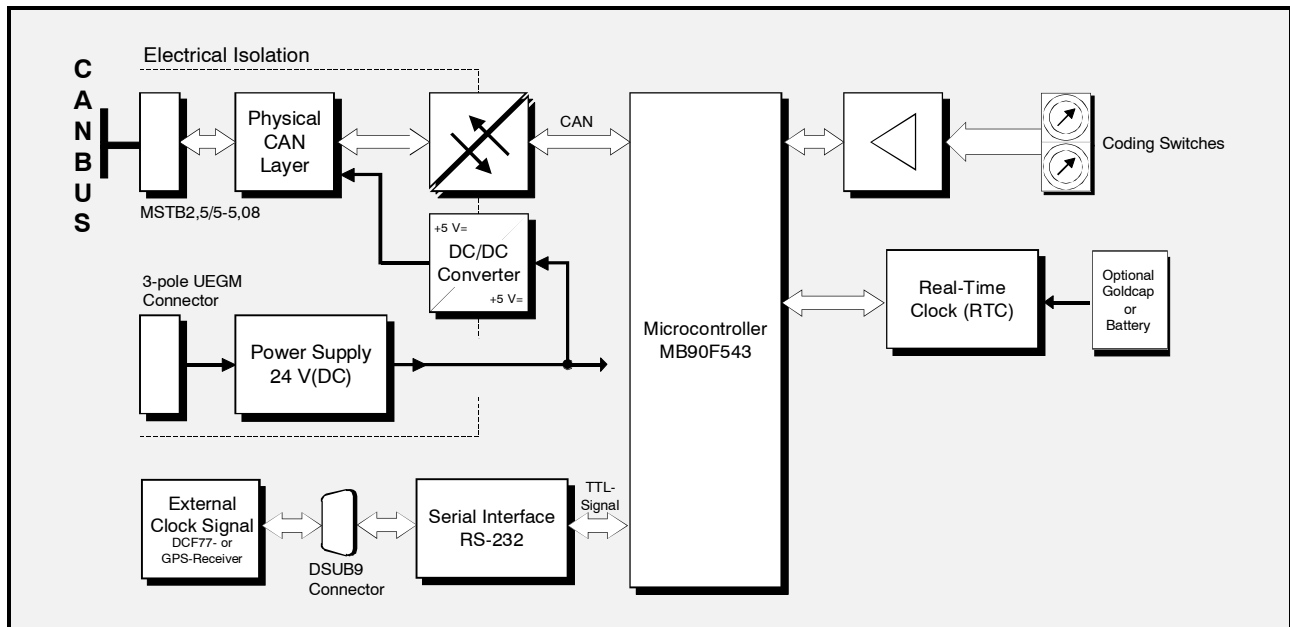 Electrical Isolation
CANBUS
Physical
CAN
Layer
CAN
Coding Switches
MSTB2,5/5-5,08
+5 V=
DC/DC
Converter
+5 V=
3-pole UEGM
Connector
Power Supply
24 V(DC)
Microcontroller
MB90F543
Real-Time
Clock (RTC)
Optional
Goldcap
or
Battery
External
Clock Signal
DCF77- or
GPS-Receiver
DSUB9
Connector
Serial Interface
RS-232
TTL-
Signal